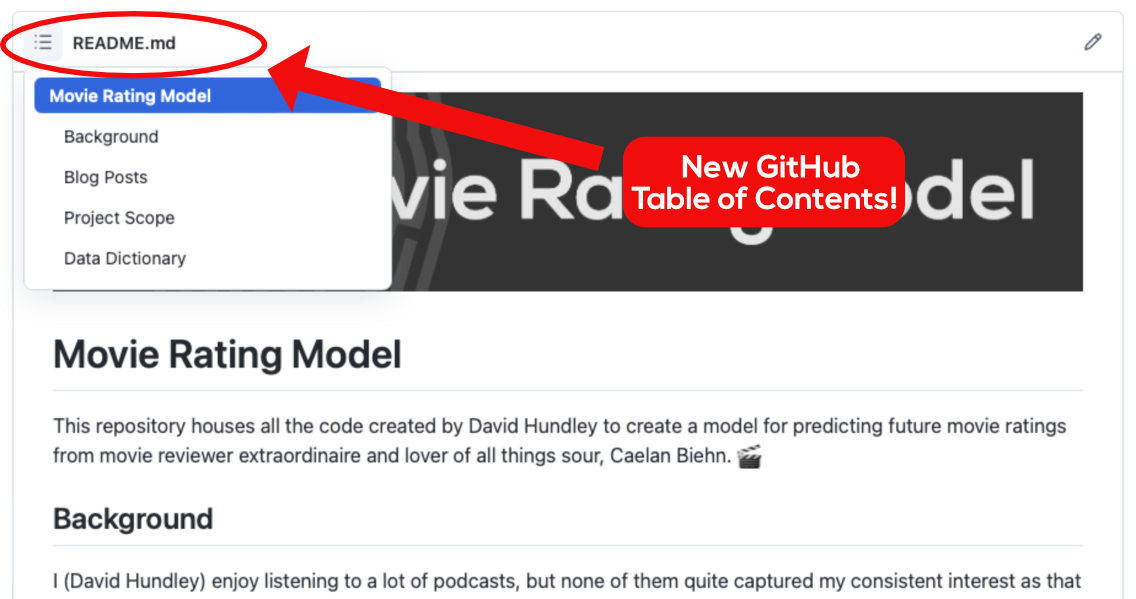 README.md
Movie Rating Model
Background
Blog Posts
Project Scope
Data Dictionary
New GitHub
Table of Contents!
Movie Rating Model
This repository houses all the code created by David Hundley to create a model for predicting future movie ratings
from movie reviewer extraordinaire and lover of all things sour, Caelan Biehn. 🎬
Background
I (David Hundley) enjoy listening to a lot of podcasts, but none of them quite captured my consistent interest as that